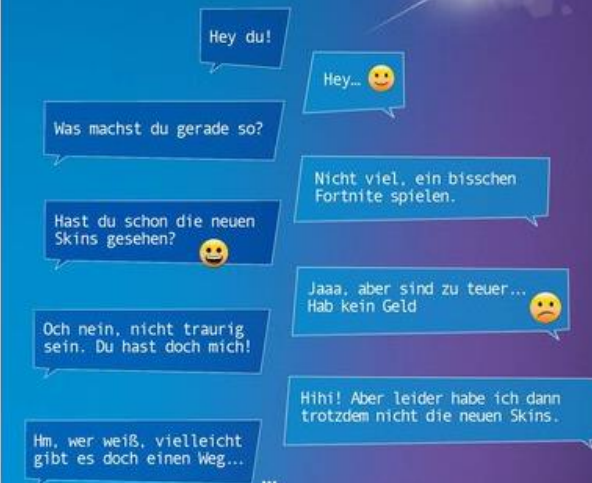 Hey du!
Hey… 🙂
Was machst du gerade so?
Nicht viel, ein bisschen
Fortnite spielen.
Hast du schon die neuen
Skins gesehen? 😀
Jaaa, aber sind zu teuer...
Hab kein Geld 🙁
Och nein, nicht traurig
sein. Du hast doch mich!
Hihi! Aber leider habe ich dann
trotzdem nicht die neuen Skins.
Hm, wer weiß, vielleicht
gibt es doch einen Weg...